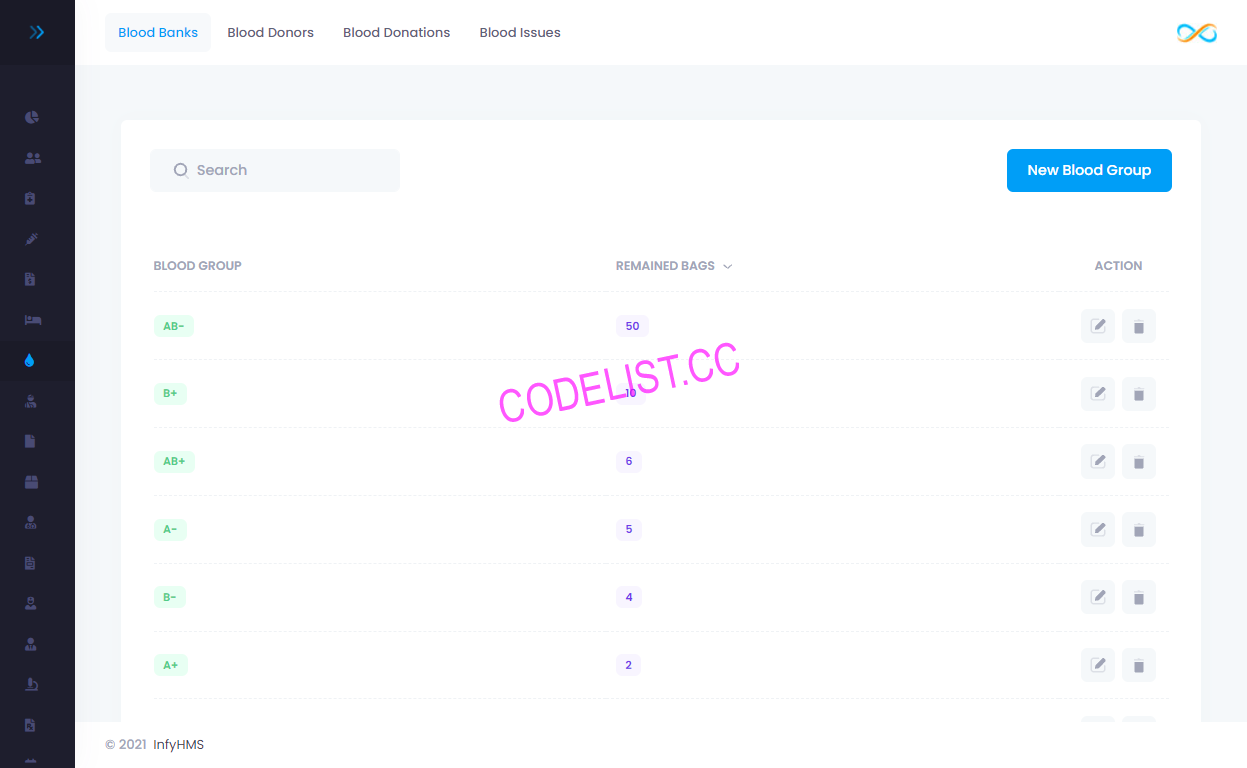 Blood Banks Blood Donors Blood Donations Blood Issues
Search
New Blood Group
BLOOD GROUP REMAINED BAGS ACTION
AB- 50
B+ 10
CODELIST.CC
AB+ 6
A- 5
B- 4
A+ 2
© 2021 InfyHMS